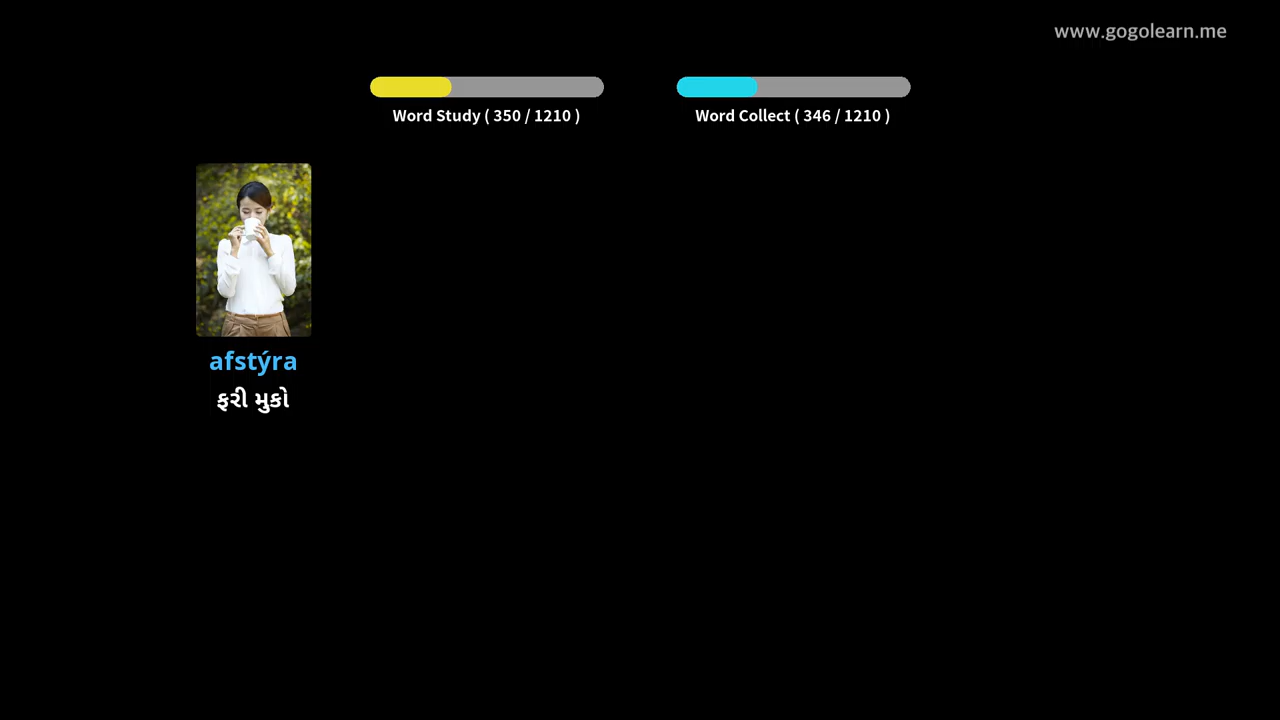 www.gogolearn.me
Word Study ( 350 / 1210 )
Word Collect ( 346 / 1210 )
afstýra
ફરી મુકો